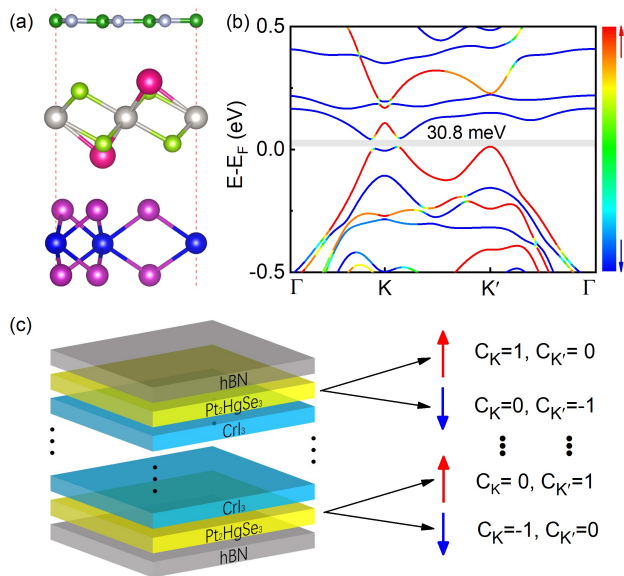 (a)
(b)
E-E_F (eV)
0.5
0.0
-0.5
30.8 meV
Γ
K
K′
Γ
(c)
hBN
Pt₂HgSe₃
CrI₃
CrI₃
Pt₂HgSe₃
hBN
C_K=1, C_K′= 0
C_K=0, C_K′=-1
C_K= 0, C_K′=1
C_K=-1, C_K′=0